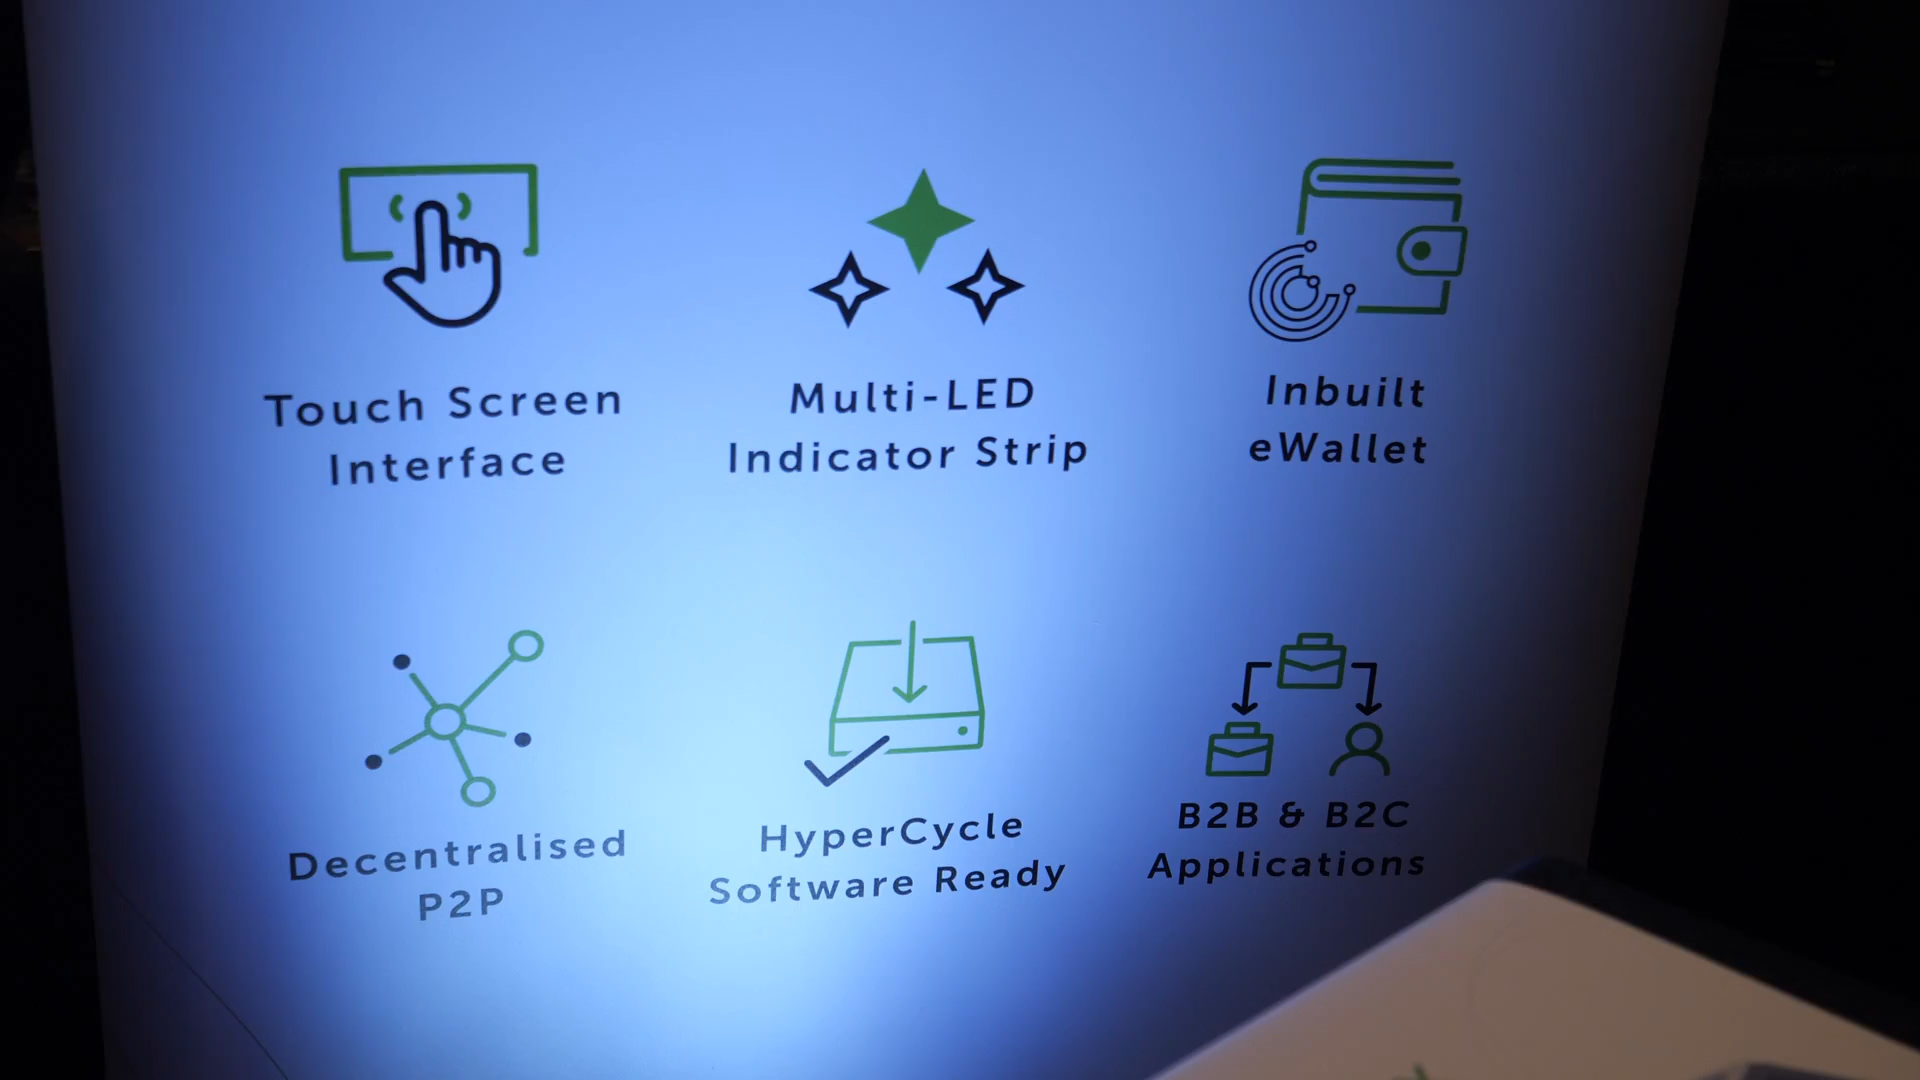 Touch Screen
Interface
Multi-LED
Indicator Strip
Inbuilt
eWallet
Decentralised
P2P
HyperCycle
Software Ready
B2B & B2C
Applications